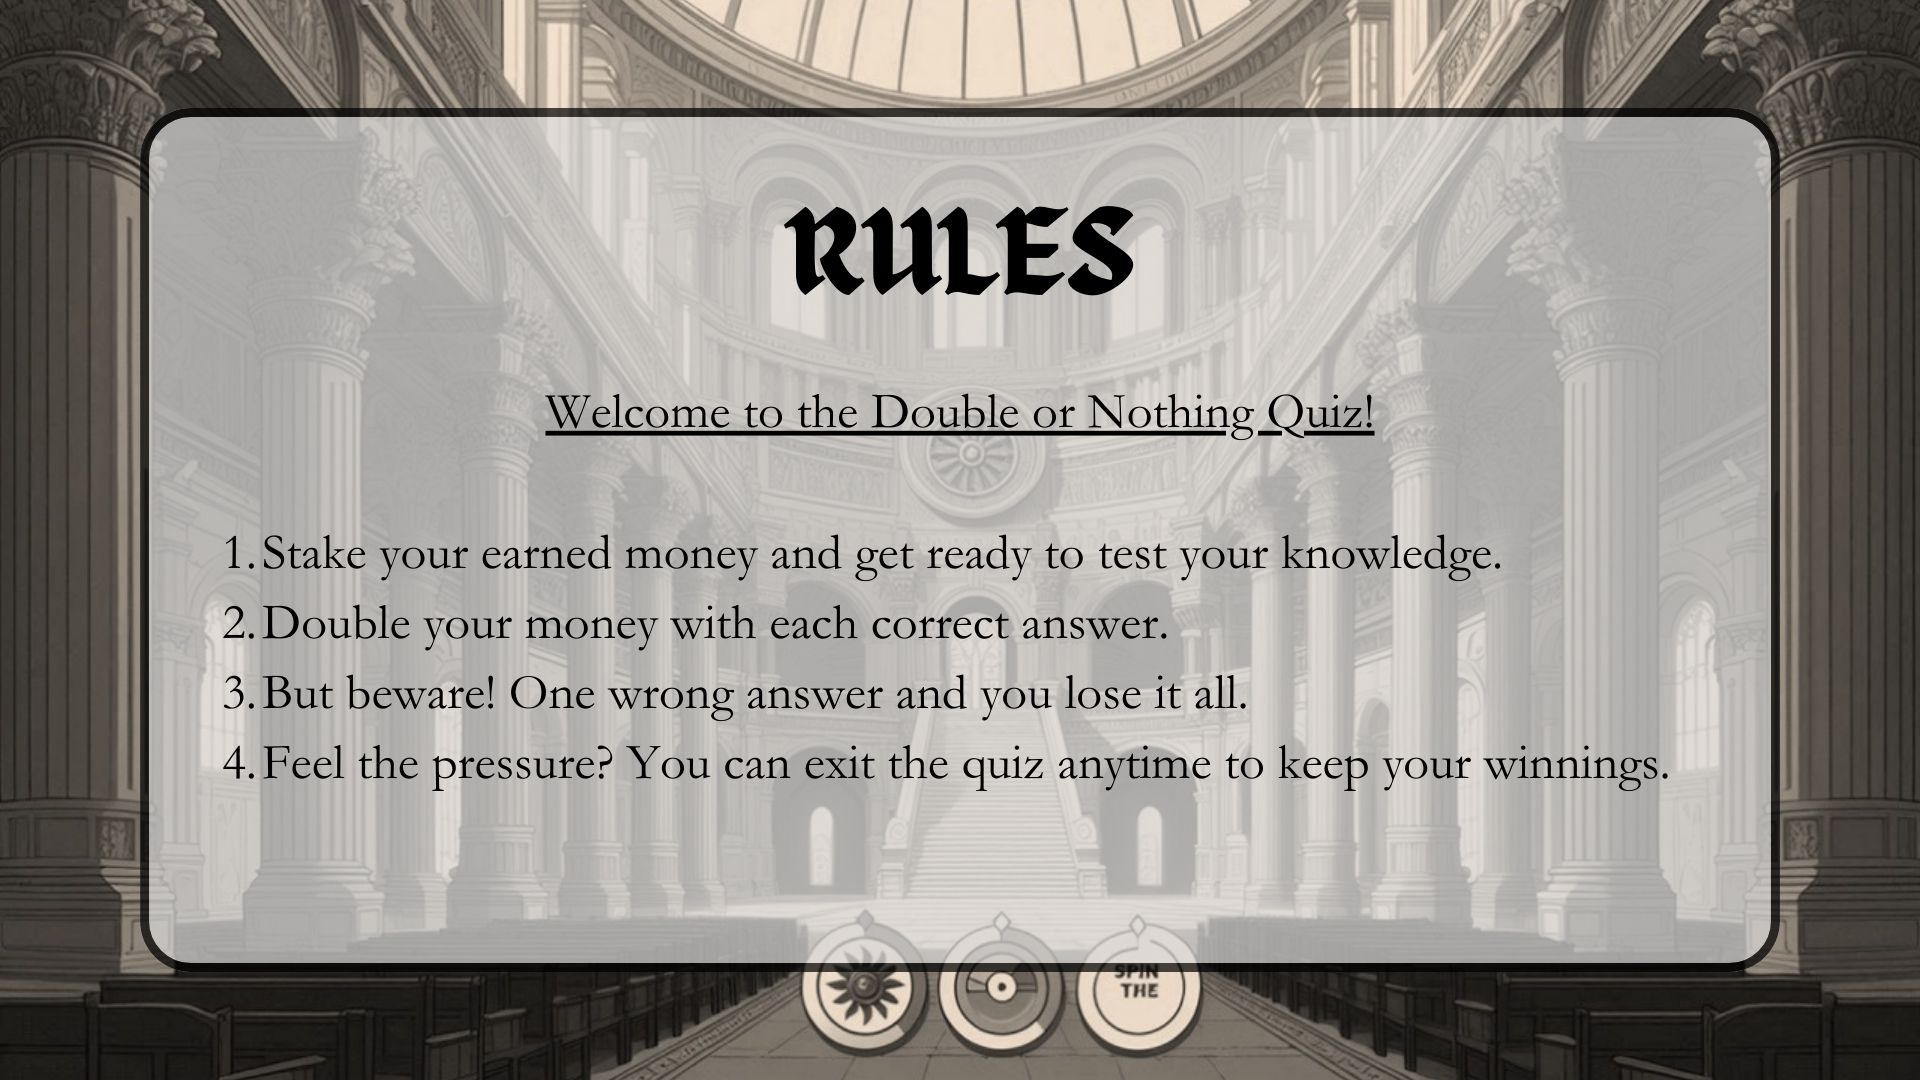 RULES
Welcome to the Double or Nothing Quiz!
1. Stake your earned money and get ready to test your knowledge.
2. Double your money with each correct answer.
3. But beware! One wrong answer and you lose it all.
4. Feel the pressure? You can exit the quiz anytime to keep your winnings.
SPIN
THE